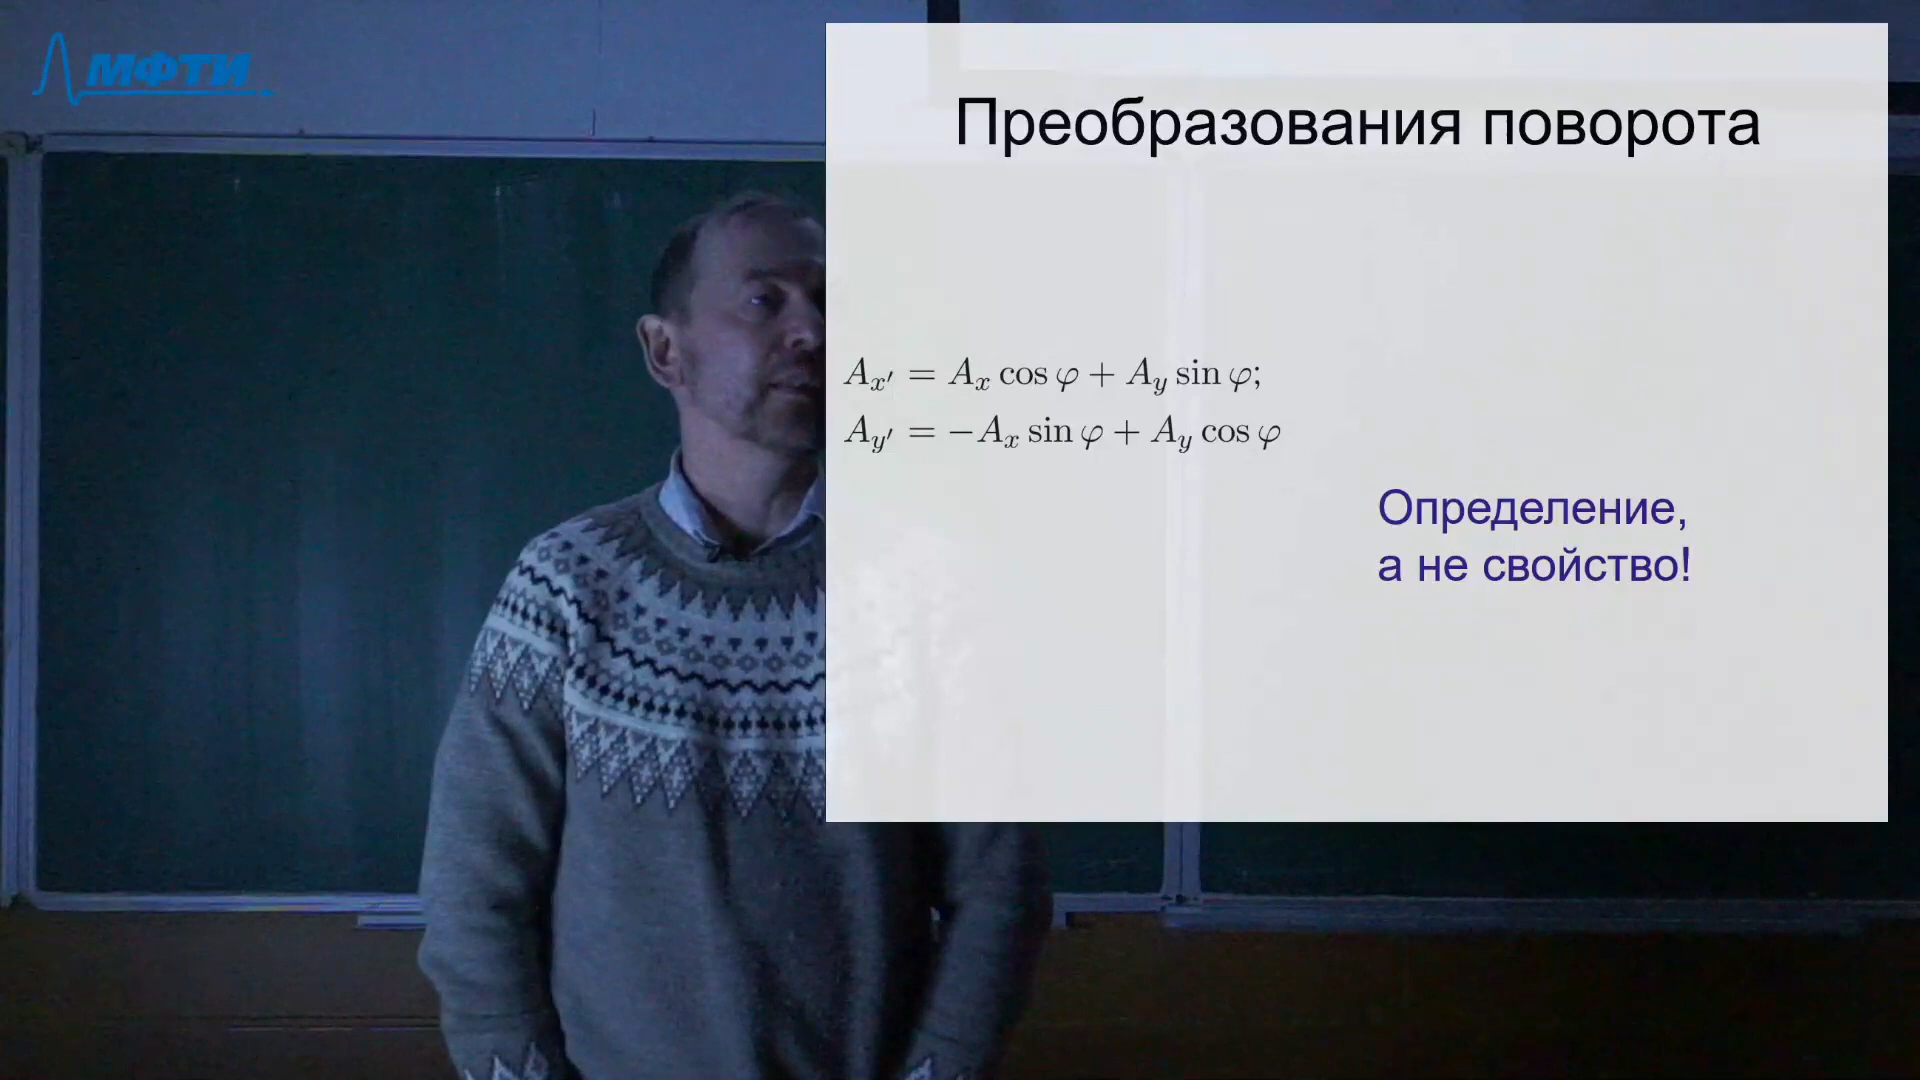 МФТИ
Преобразования поворота
A_{x'} = A_x cos φ + A_y sin φ;
A_{y'} = −A_x sin φ + A_y cos φ
Определение,
а не свойство!